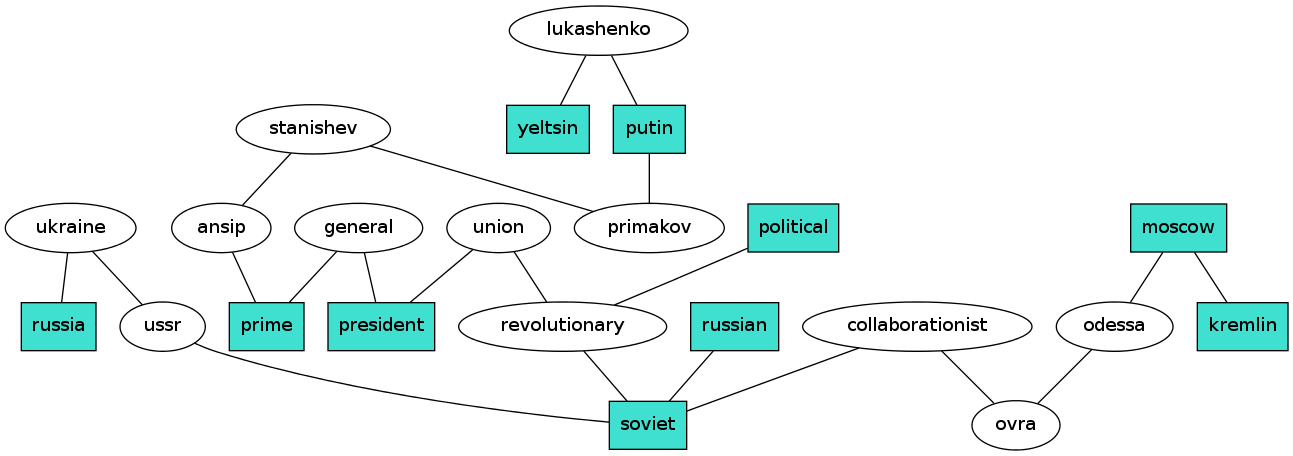 lukashenko
yeltsin
putin
stanishev
ukraine
ansip
general
union
primakov
political
moscow
russia
ussr
prime
president
revolutionary
russian
collaborationist
odessa
kremlin
soviet
ovra